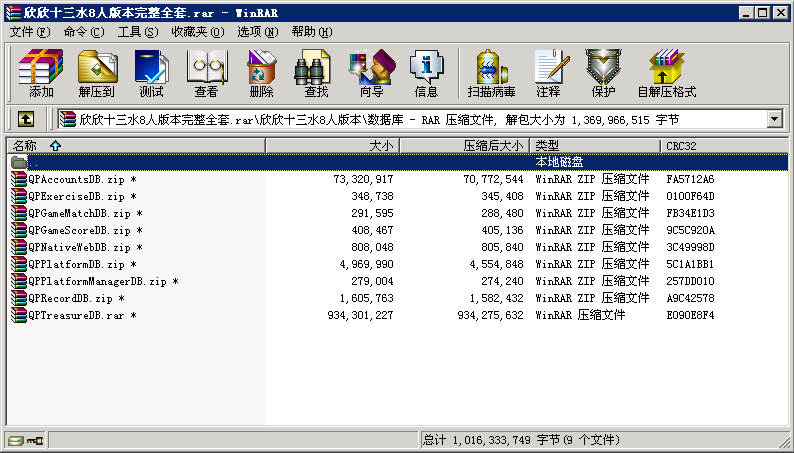 欣欣十三水8人版本完整全套.rar - WinRAR
文件(F) 命令(C) 工具(S) 收藏夹(O) 选项(N) 帮助(H)
添加 解压到 测试 查看 删除 查找 向导 信息 扫描病毒 注释 保护 自解压格式
欣欣十三水8人版本完整全套.rar\欣欣十三水8人版本\数据库 - RAR 压缩文件, 解包大小为 1,369,966,515 字节
名称 大小 压缩后大小 类型 CRC32
.. 本地磁盘
QPAccountsDB.zip * 73,320,917 70,772,544 WinRAR ZIP 压缩文件 FA5712A6
QPExerciseDB.zip * 348,738 345,408 WinRAR ZIP 压缩文件 0100F64D
QPGameMatchDB.zip * 291,595 288,480 WinRAR ZIP 压缩文件 FB34E1D3
QPGameScoreDB.zip * 408,467 405,136 WinRAR ZIP 压缩文件 9C5C920A
QPNativeWebDB.zip * 808,048 805,840 WinRAR ZIP 压缩文件 3C49998D
QPPlatformDB.zip * 4,969,990 4,554,848 WinRAR ZIP 压缩文件 5C1A1BB1
QPPlatformManagerDB.zip * 279,004 274,240 WinRAR ZIP 压缩文件 257DD010
QPRecordDB.zip * 1,605,763 1,582,432 WinRAR ZIP 压缩文件 A9C42578
QPTreasureDB.rar * 934,301,227 934,275,632 WinRAR 压缩文件 E090E8F4
总计 1,016,333,749 字节(9 个文件)